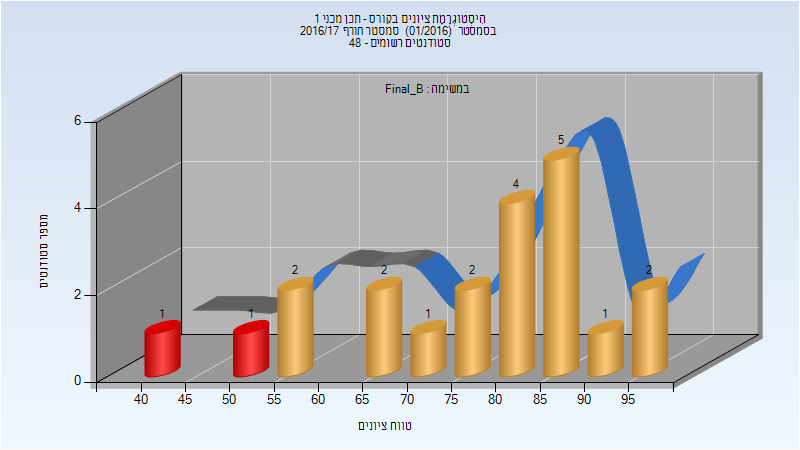 היסטוגרמת ציונים בקורס - תכן מכני 1
בסמסטר (01/2016) סמסטר חורף 2016/17
סטודנטים רשומים - 48
במשימה : Final_B
מספר סטודנטים
6
4
2
0
1
1
2
2
1
2
4
5
1
2
40 45 50 55 60 65 70 75 80 85 90 95
טווח ציונים